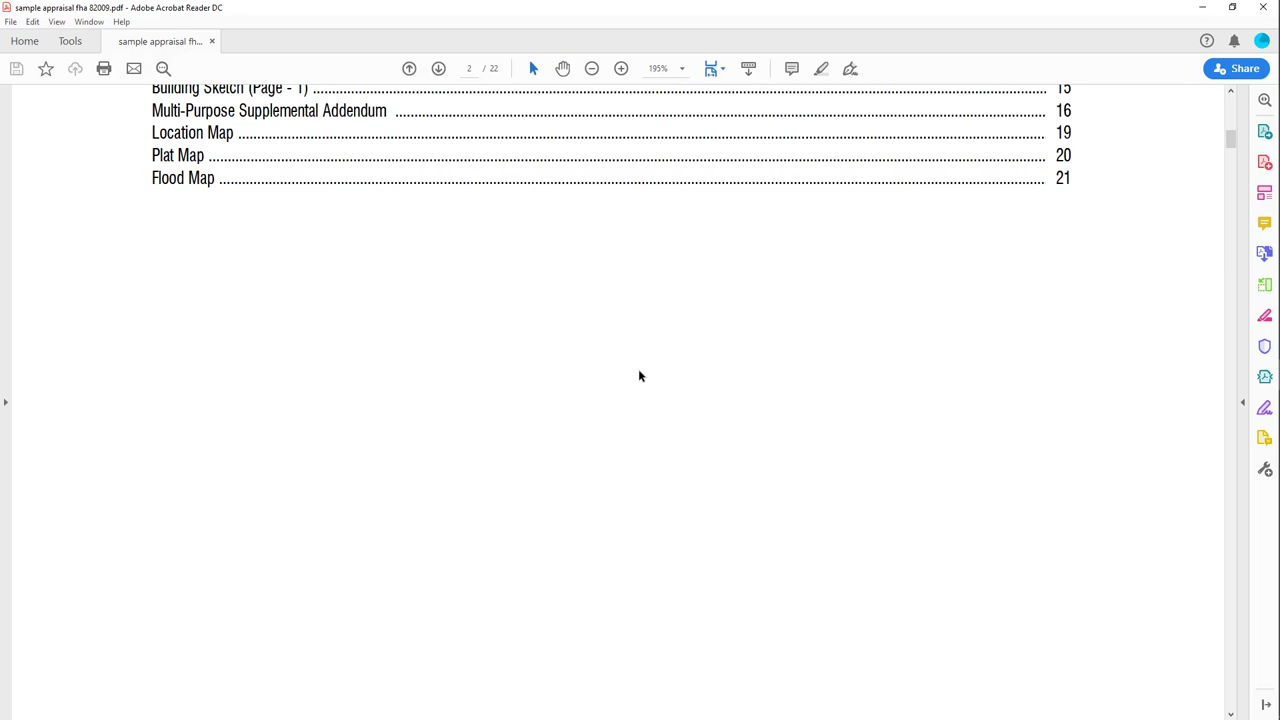 sample appraisal fha 82009.pdf - Adobe Acrobat Reader DC
File Edit View Window Help
Home Tools sample appraisal fh... ×
2 / 22 195% Share
Building Sketch (Page - 1) ........................................ 15
Multi-Purpose Supplemental Addendum ........................................ 16
Location Map ........................................ 19
Plat Map ........................................ 20
Flood Map ........................................ 21